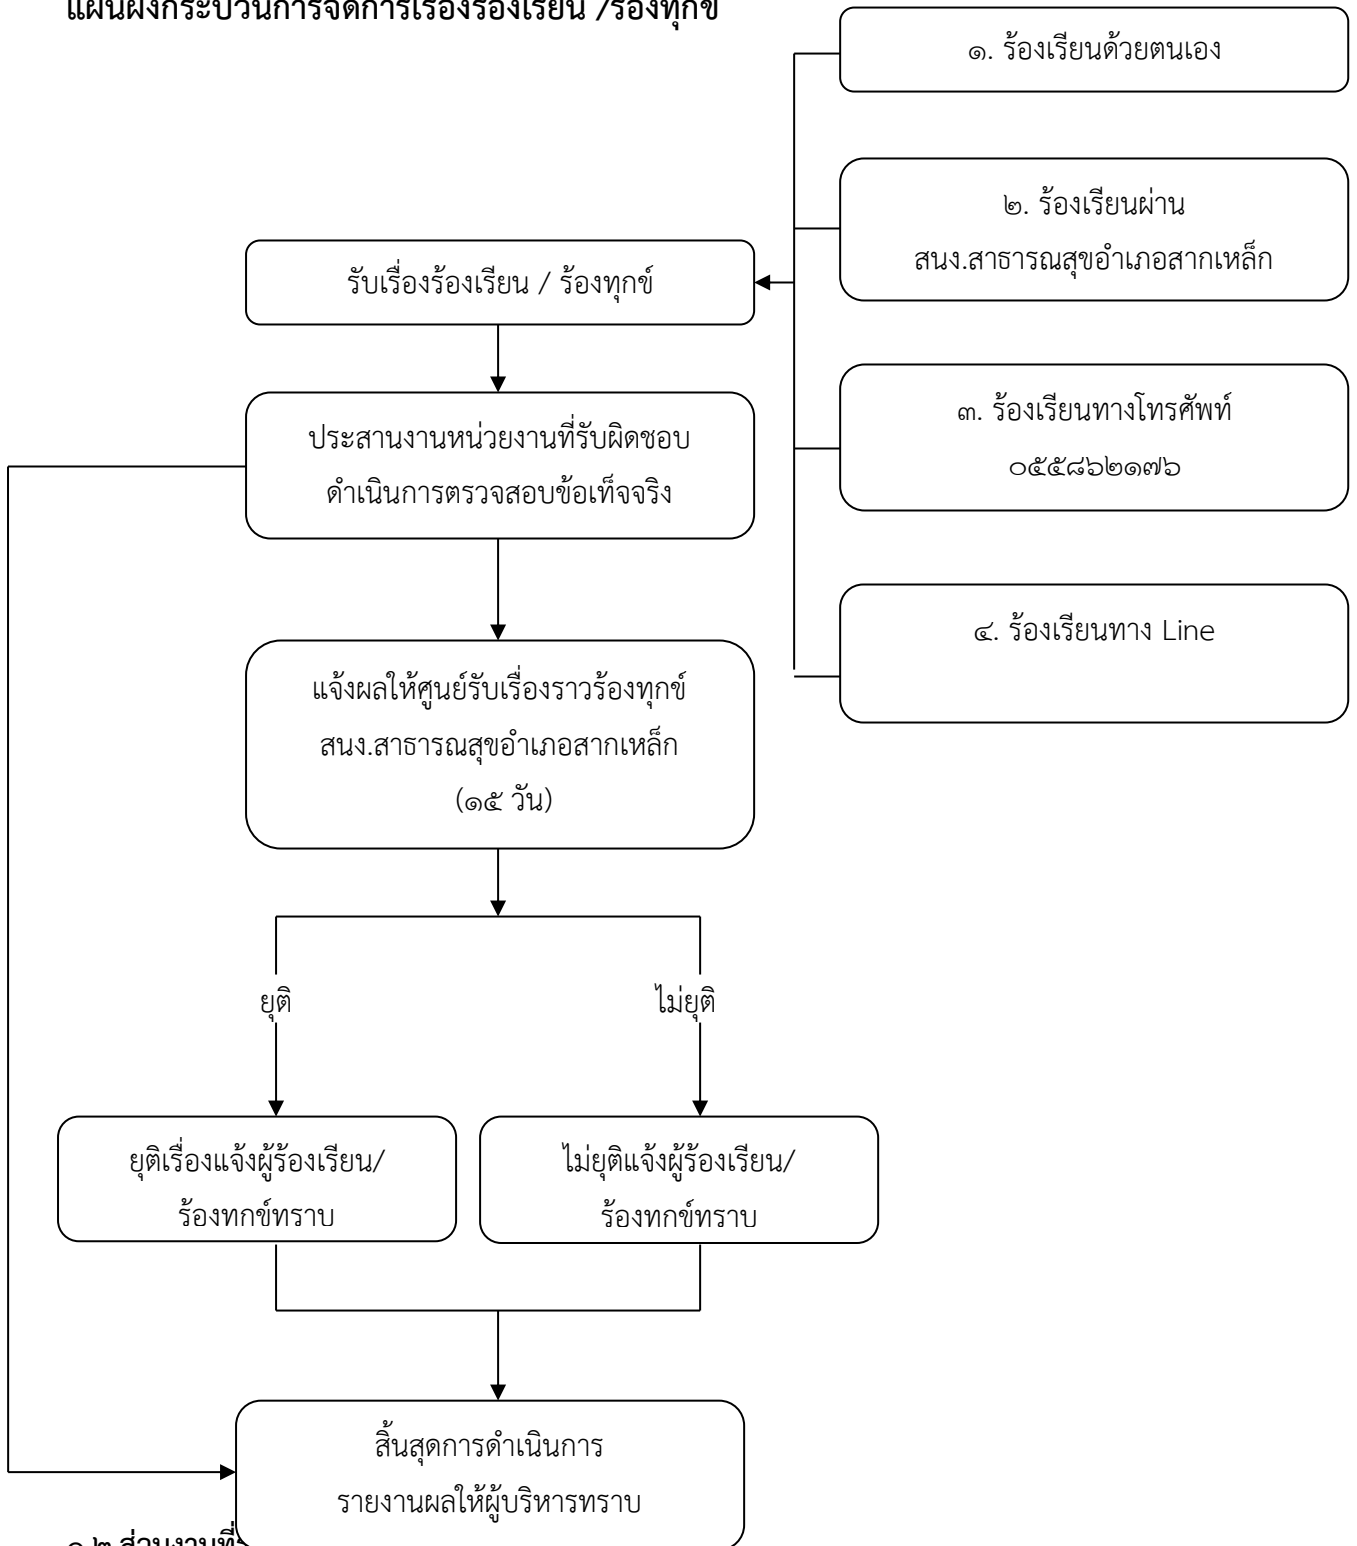 แผนผังกระบวนการจัดการเรื่องร้องเรียน /ร้องทุกข์
๑. ร้องเรียนด้วยตนเอง
๒. ร้องเรียนผ่าน
สนง.สาธารณสุขอำเภอสากเหล็ก
รับเรื่องร้องเรียน / ร้องทุกข์
๓. ร้องเรียนทางโทรศัพท์
๐๕๕๘๖๒๑๗๖
ประสานงานหน่วยงานที่รับผิดชอบ
ดำเนินการตรวจสอบข้อเท็จจริง
๔. ร้องเรียนทาง Line
แจ้งผลให้ศูนย์รับเรื่องราวร้องทุกข์
สนง.สาธารณสุขอำเภอสากเหล็ก
(๑๕ วัน)
ยุติ
ไม่ยุติ
ยุติเรื่องแจ้งผู้ร้องเรียน/
ร้องทุกข์ทราบ
ไม่ยุติแจ้งผู้ร้องเรียน/
ร้องทุกข์ทราบ
สิ้นสุดการดำเนินการ
รายงานผลให้ผู้บริหารทราบ
๑.๒ ส่วนงานที่